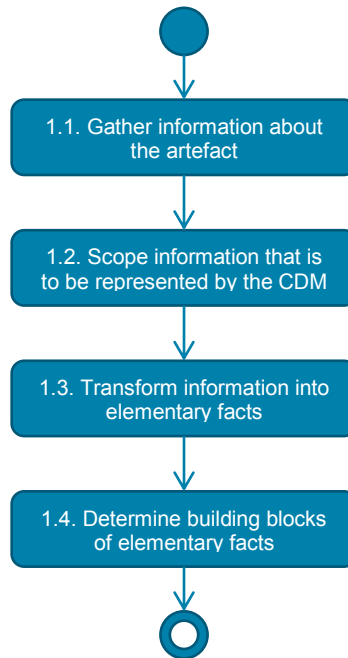 1.1. Gather information about
the artefact
1.2. Scope information that is
to be represented by the CDM
1.3. Transform information into
elementary facts
1.4. Determine building blocks
of elementary facts